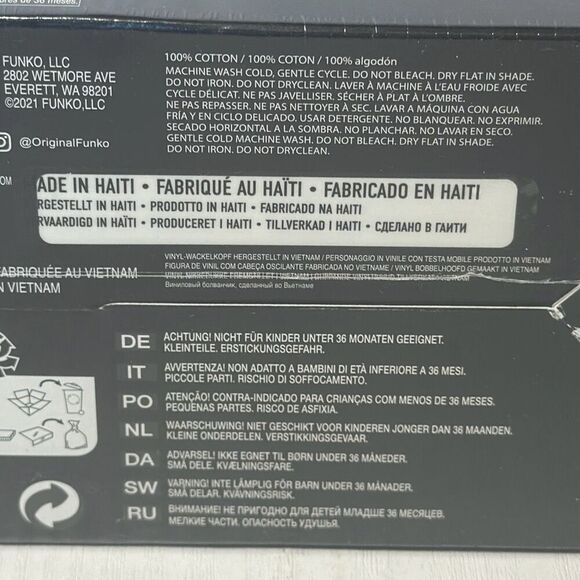 bres de 36 meses.
FUNKO, LLC
2802 WETMORE AVE
EVERETT, WA 98201
©2021 FUNKO,LLC
@OriginalFunko
OM
100% COTTON / 100% COTON / 100% algodón
MACHINE WASH COLD, GENTLE CYCLE. DO NOT BLEACH. DRY FLAT IN SHADE.
DO NOT IRON. DO NOT DRYCLEAN. LAVER À MACHINE À L'EAU FROIDE AVEC
CYCLE DÉLICAT. NE PAS JAVELLISER. SÉCHER À PLAT À L'OMBRE.
NE PAS REPASSER. NE PAS NETTOYER À SEC. LAVAR A MÁQUINA CON AGUA
FRÍA Y EN CICLO DELICADO. USAR DETERGENTE. NO BLANQUEAR. NO EXPRIMIR.
SECADO HORIZONTAL A LA SOMBRA. NO PLANCHAR. NO LAVAR EN SECO.
GENTLE COLD MACHINE WASH. DO NOT BLEACH. DRY FLAT IN SHADE.
DO NOT IRON. DO NOT DRYCLEAN.
ADE IN HAITI • FABRIQUÉ AU HAÏTI • FABRICADO EN HAITI
RGESTELLT IN HAITI • PRODOTTO IN HAITI • FABRICADO NA HAITI
RVAARDIGD IN HAÏTI • PRODUCERET I HAITI • TILLVERKAD I HAITI • СДЕЛАНО В ГАИТИ
ABRIQUÉE AU VIETNAM
N VIETNAM
VINYL-WACKELKOPF HERGESTELLT IN VIETNAM / PERSONAGGIO IN VINILE CON TESTA MOBILE PRODOTTO IN VIETNAM
FIGURA DE VINIL COM CABEÇA OSCILANTE FABRICADA NO VIETNAM / VINYL BOBBELHOOFD GEMAAKT IN VIETNAM
Виниловый болванчик, сделанный во Вьетнаме
DE ACHTUNG! NICHT FÜR KINDER UNTER 36 MONATEN GEEIGNET.
KLEINTEILE. ERSTICKUNGSGEFAHR.
IT AVVERTENZA! NON ADATTO A BAMBINI DI ETÀ INFERIORE A 36 MESI.
PICCOLE PARTI. RISCHIO DI SOFFOCAMENTO.
PO ATENÇÃO! CONTRA-INDICADO PARA CRIANÇAS COM MENOS DE 36 MESES.
PEQUENAS PARTES. RISCO DE ASFIXIA.
NL WAARSCHUWING! NIET GESCHIKT VOOR KINDEREN JONGER DAN 36 MAANDEN.
KLEINE ONDERDELEN. VERSTIKKINGSGEVAAR.
DA ADVARSEL! IKKE EGNET TIL BØRN UNDER 36 MÅNEDER.
SMÅ DELE. KVÆLNINGSFARE.
SW VARNING! INTE LÄMPLIG FÖR BARN UNDER 36 MÅNADER.
SMÅ DELAR. KVÄVNINGSRISK.
RU ВНИМАНИЕ! НЕ ПРИГОДНО ДЛЯ ДЕТЕЙ МЛАДШЕ 36 МЕСЯЦЕВ.
МЕЛКИЕ ЧАСТИ. ОПАСНОСТЬ УДУШЬЯ.